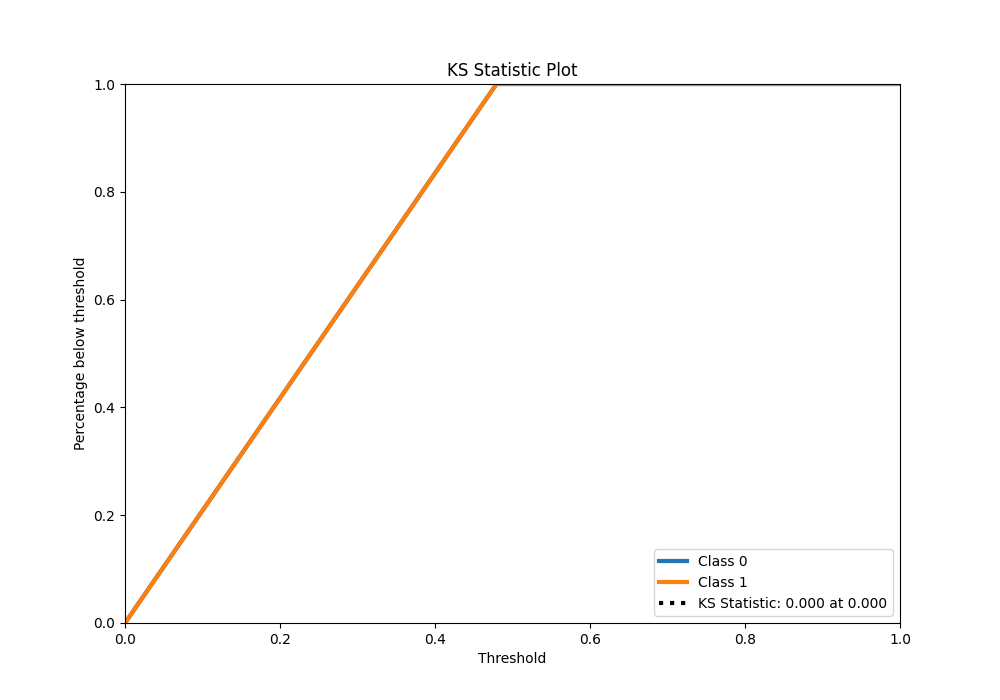 KS Statistic Plot
1.0
0.8
0.6
0.4
0.2
0.0
Percentage below threshold
0.0 0.2 0.4 0.6 0.8 1.0
Threshold
Class 0
Class 1
KS Statistic: 0.000 at 0.000